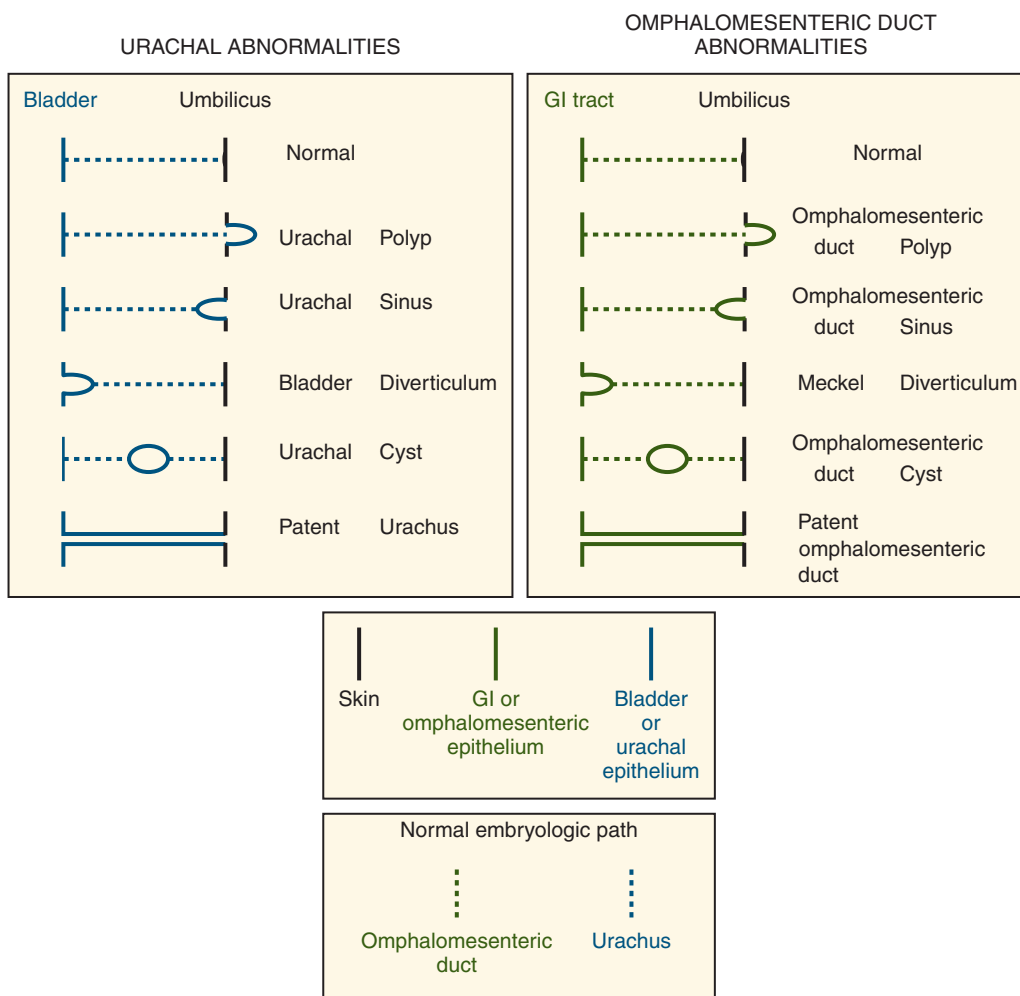 URACHAL ABNORMALITIES
Bladder Umbilicus
Normal
Urachal Polyp
Urachal Sinus
Bladder Diverticulum
Urachal Cyst
Patent Urachus
OMPHALOMESENTERIC DUCT
ABNORMALITIES
GI tract Umbilicus
Normal
Omphalomesenteric
duct Polyp
Omphalomesenteric
duct Sinus
Meckel Diverticulum
Omphalomesenteric
duct Cyst
Patent
omphalomesenteric
duct
Skin
GI or
omphalomesenteric
epithelium
Bladder
or
urachal
epithelium
Normal embryologic path
Omphalomesenteric
duct
Urachus